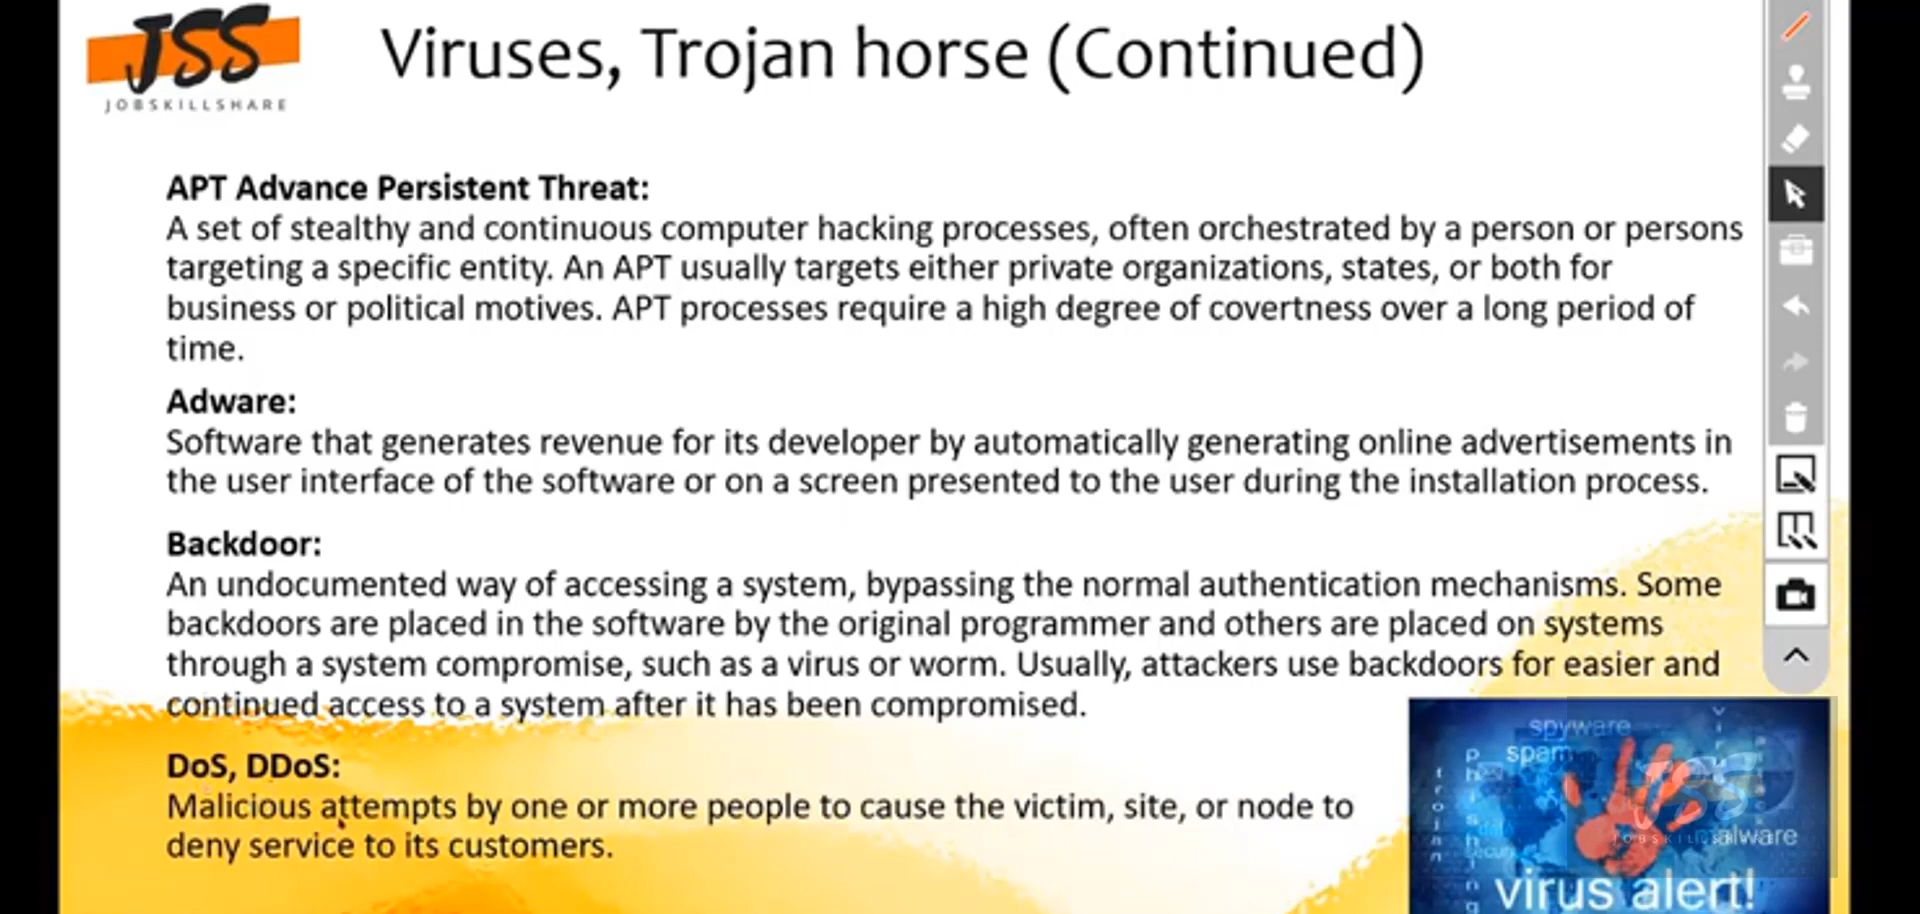 JSS
JOBSKILLSHARE
Viruses, Trojan horse (Continued)
APT Advance Persistent Threat:
A set of stealthy and continuous computer hacking processes, often orchestrated by a person or persons
targeting a specific entity. An APT usually targets either private organizations, states, or both for
business or political motives. APT processes require a high degree of covertness over a long period of
time.
Adware:
Software that generates revenue for its developer by automatically generating online advertisements in
the user interface of the software or on a screen presented to the user during the installation process.
Backdoor:
An undocumented way of accessing a system, bypassing the normal authentication mechanisms. Some
backdoors are placed in the software by the original programmer and others are placed on systems
through a system compromise, such as a virus or worm. Usually, attackers use backdoors for easier and
continued access to a system after it has been compromised.
DoS, DDoS:
Malicious attempts by one or more people to cause the victim, site, or node to
deny service to its customers.
spyware
spam
trojan
phishing
malware
virus alert!